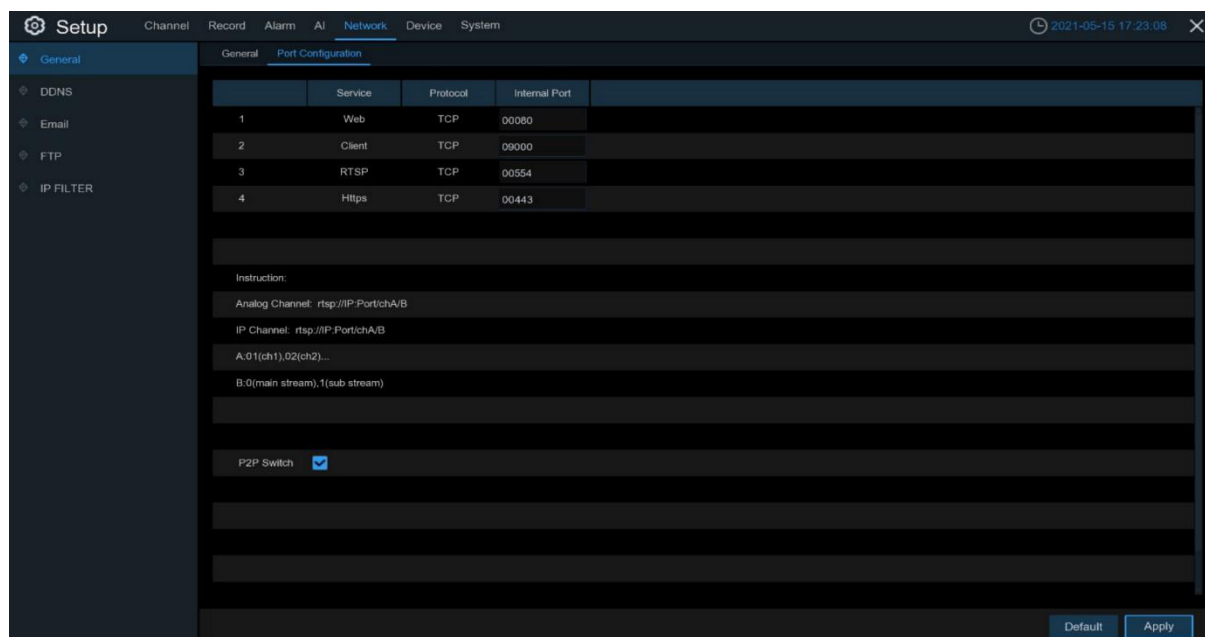 Setup Channel Record Alarm AI Network Device System 2021-05-15 17:23:08
General
DDNS
Email
FTP
IP FILTER
General Port Configuration
Service Protocol Internal Port
1 Web TCP 00080
2 Client TCP 09000
3 RTSP TCP 00554
4 Https TCP 00443
Instruction:
Analog Channel: rtsp://IP:Port/chA/B
IP Channel: rtsp://IP:Port/chA/B
A:01(ch1),02(ch2)...
B:0(main stream),1(sub stream)
P2P Switch
Default Apply